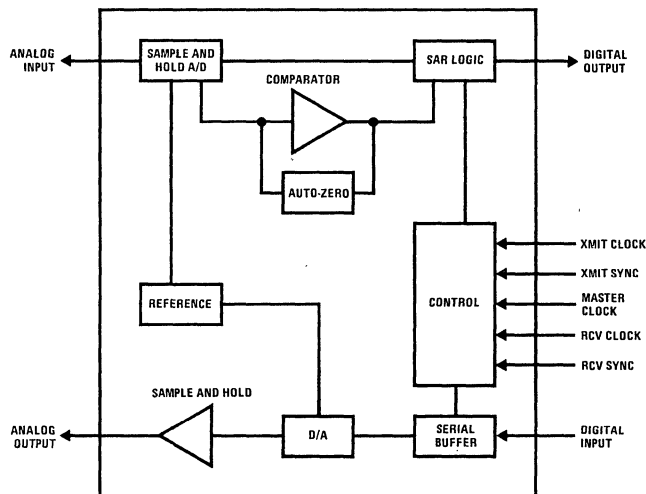 ANALOG
INPUT
SAMPLE AND
HOLD A/D
SAR LOGIC
DIGITAL
OUTPUT
COMPARATOR
AUTO-ZERO
XMIT CLOCK
XMIT SYNC
REFERENCE
CONTROL
MASTER
CLOCK
RCV CLOCK
RCV SYNC
SAMPLE AND HOLD
ANALOG
OUTPUT
D/A
SERIAL
BUFFER
DIGITAL
INPUT